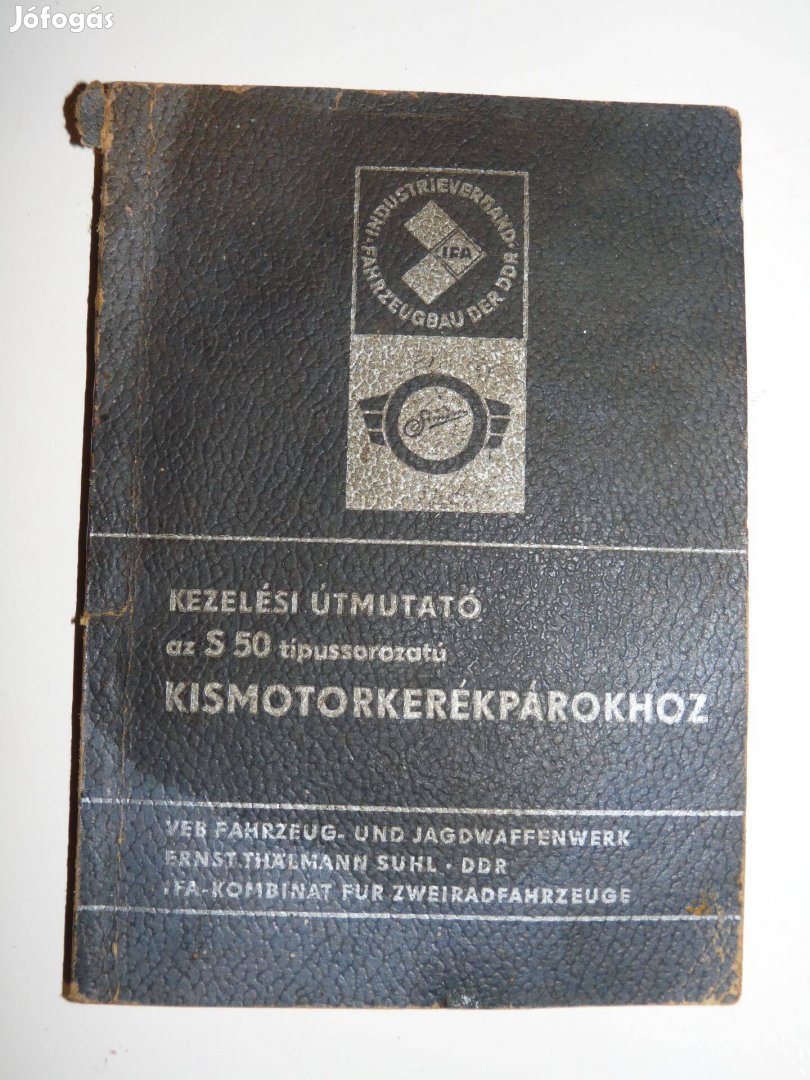 Jófogás
INDUSTRIEVERBAND · FAHRZEUGBAU DER DDR ·
IFA
Simson
KEZELÉSI ÚTMUTATÓ
az S 50 típussorozatú
KISMOTORKERÉKPÁROKHOZ
VEB FAHRZEUG- UND JAGDWAFFENWERK
ERNST THÄLMANN SUHL · DDR
IFA-KOMBINAT FÜR ZWEIRADFAHRZEUGE